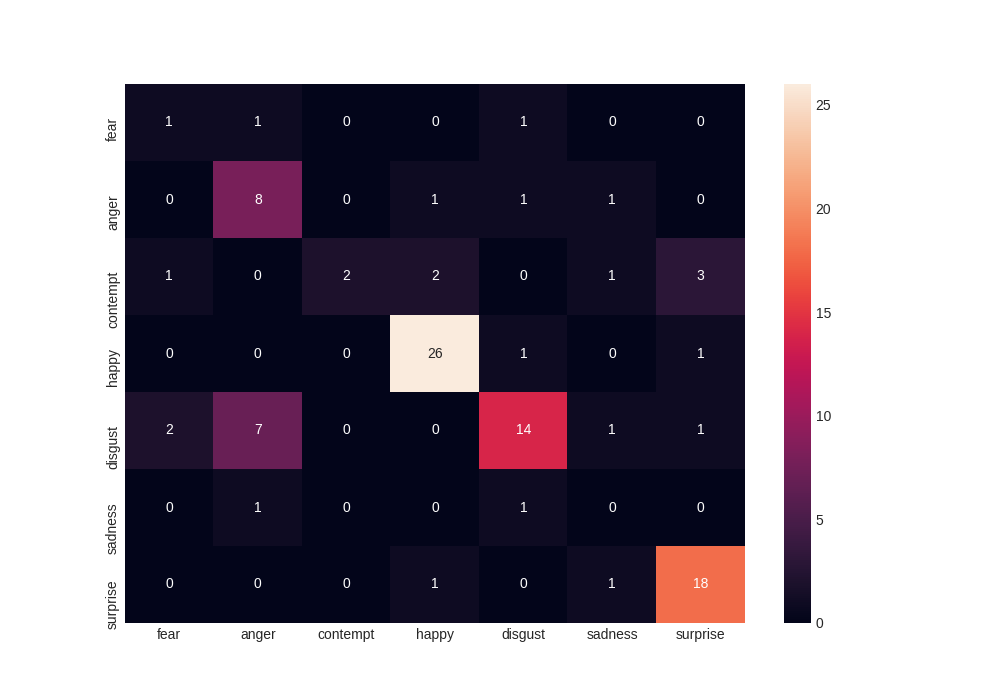 fear 1 1 0 0 1 0 0
anger 0 8 0 1 1 1 0
contempt 1 0 2 2 0 1 3
happy 0 0 0 26 1 0 1
disgust 2 7 0 0 14 1 1
sadness 0 1 0 0 1 0 0
surprise 0 0 0 1 0 1 18
fear anger contempt happy disgust sadness surprise
25
20
15
10
5
0